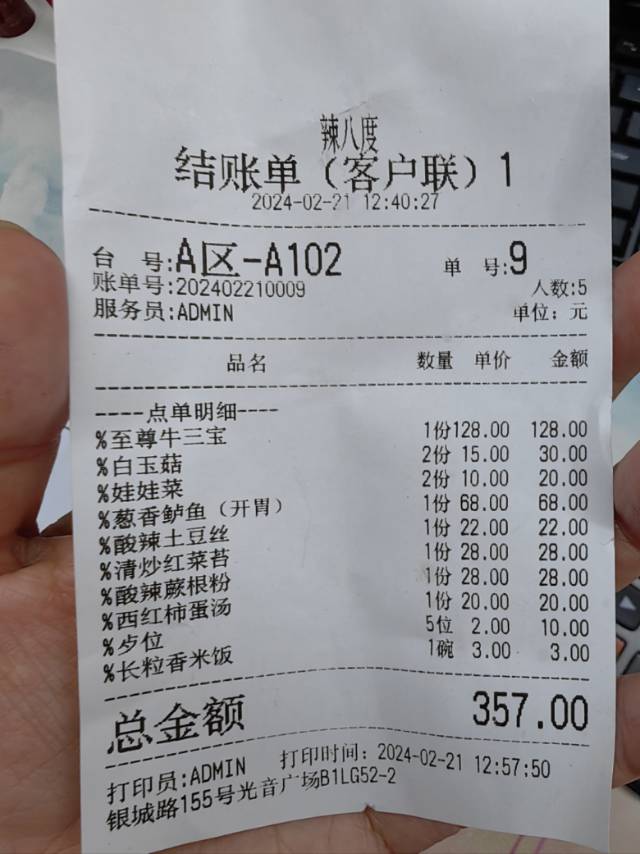 辣八度
结账单（客户联）1
2024-02-21 12:40:27
台 号:A区-A102 单 号:9
账单号:202402210009 人数:5
服务员:ADMIN 单位: 元
品名 数量 单价 金额
----点单明细----
%至尊牛三宝 1份128.00 128.00
%白玉菇 2份 15.00 30.00
%娃娃菜 2份 10.00 20.00
%葱香鲈鱼（开胃） 1份 68.00 68.00
%酸辣土豆丝 1份 22.00 22.00
%清炒红菜苔 1份 28.00 28.00
%酸辣蕨根粉 1份 28.00 28.00
%西红柿蛋汤 1份 20.00 20.00
%歺位 5位 2.00 10.00
%长粒香米饭 1碗 3.00 3.00
总金额 357.00
打印员:ADMIN 打印时间: 2024-02-21 12:57:50
银城路155号光音广场B1LG52-2